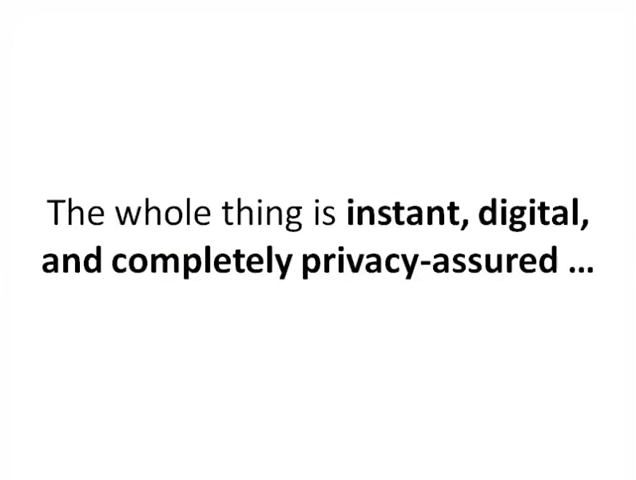 The whole thing is instant, digital,
and completely privacy-assured ...